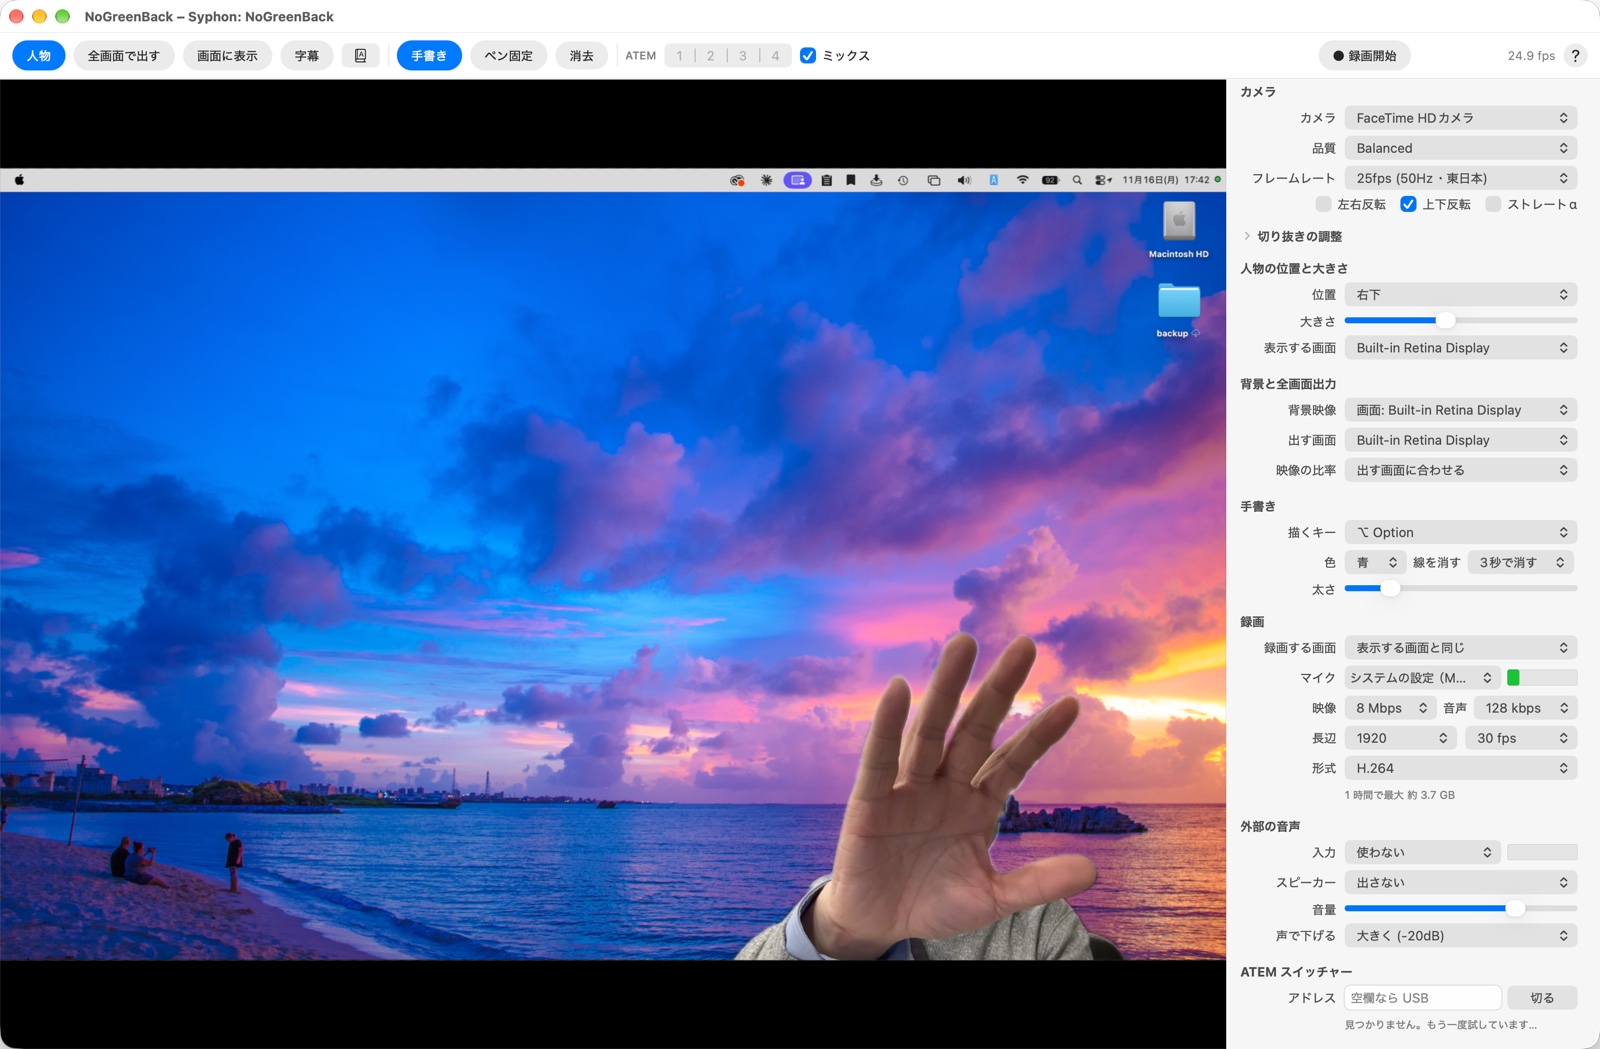 NoGreenBack – Syphon: NoGreenBack
人物 全画面で出す 画面に表示 字幕 A 手書き ペン固定 消去 ATEM 1 2 3 4 ミックス 録画開始 24.9 fps ?
92 A 11月16日(月) 17:42
Macintosh HD
backup
カメラ
カメラ FaceTime HDカメラ
品質 Balanced
フレームレート 25fps (50Hz・東日本)
左右反転 上下反転 ストレートα
切り抜きの調整
人物の位置と大きさ
位置 右下
大きさ
表示する画面 Built-in Retina Display
背景と全画面出力
背景映像 画面: Built-in Retina Display
出す画面 Built-in Retina Display
映像の比率 出す画面に合わせる
手書き
描くキー ⌥ Option
色 青 線を消す 3秒で消す
太さ
録画
録画する画面 表示する画面と同じ
マイク システムの設定（M...
映像 8 Mbps 音声 128 kbps
長辺 1920 30 fps
形式 H.264
1 時間で最大 約 3.7 GB
外部の音声
入力 使わない
スピーカー 出さない
音量
声で下げる 大きく (-20dB)
ATEM スイッチャー
アドレス 空欄なら USB 切る
見つかりません。もう一度試しています...